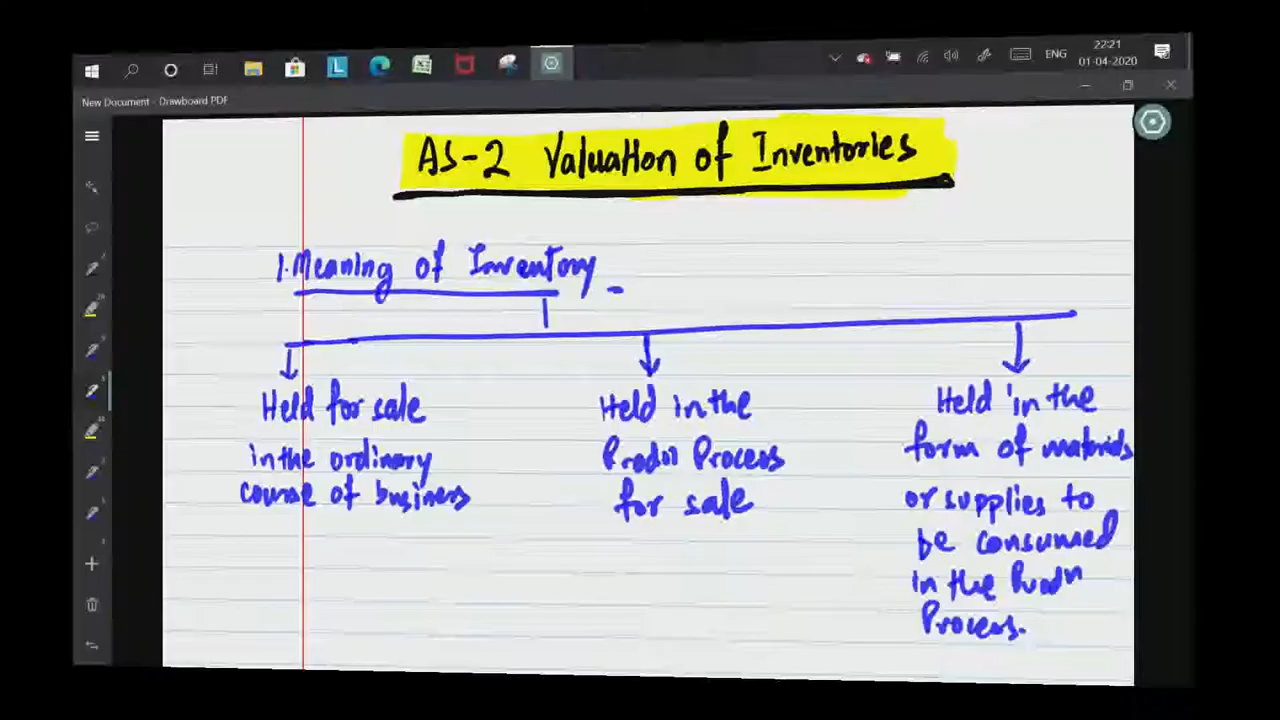 22:21
ENG
01-04-2020
New Document - Drawboard PDF
AS-2 Valuation of Inventories
1. Meaning of Inventory -
Held for sale
in the ordinary
course of business
Held in the
Prodn Process
for sale
Held in the
form of materials
or supplies to
be consumed
in the Prodn
Process.